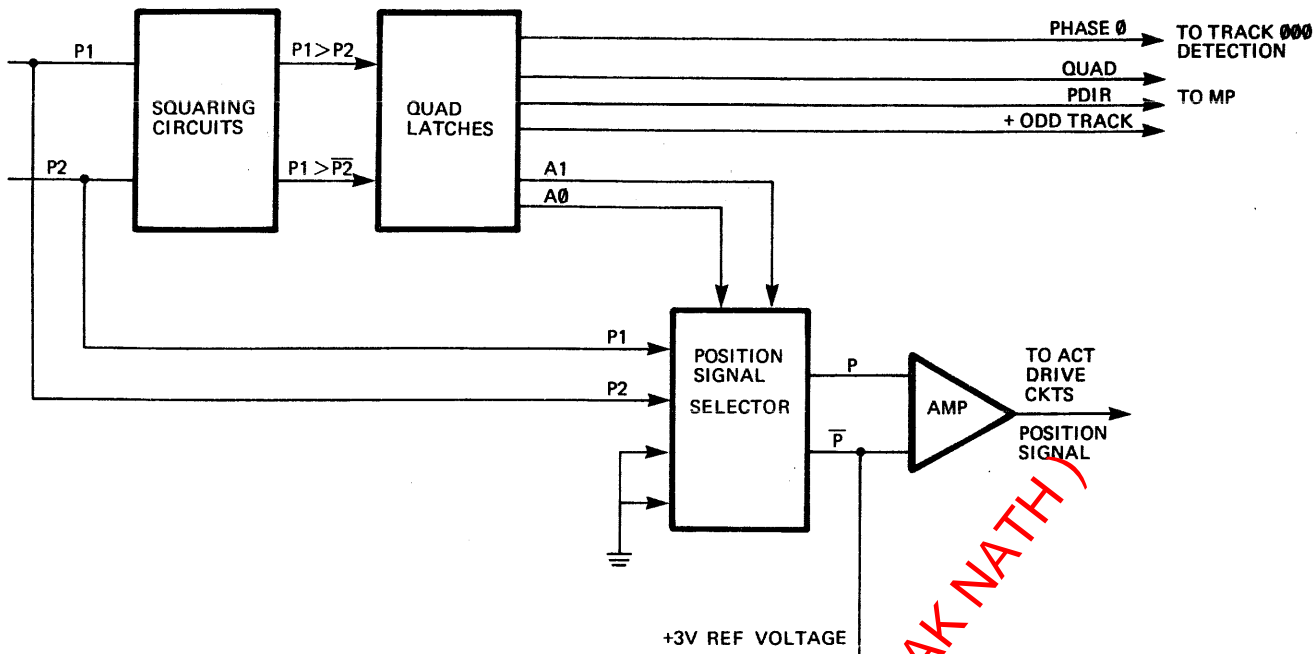 P1
P2
SQUARING
CIRCUITS
P1>P2
P1 > P̅2̅
QUAD
LATCHES
PHASE Ø
QUAD
PDIR
+ ODD TRACK
A1
AØ
TO TRACK ØØØ
DETECTION
TO MP
P1
P2
POSITION
SIGNAL
SELECTOR
P
P̅
AMP
TO ACT
DRIVE
CKTS
POSITION
SIGNAL
+3V REF VOLTAGE
AK NATH )